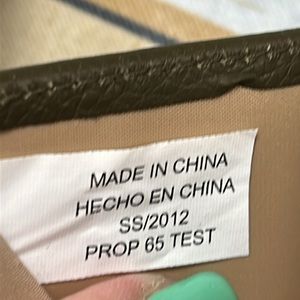 MADE IN CHINA
HECHO EN CHINA
SS/2012
PROP 65 TEST